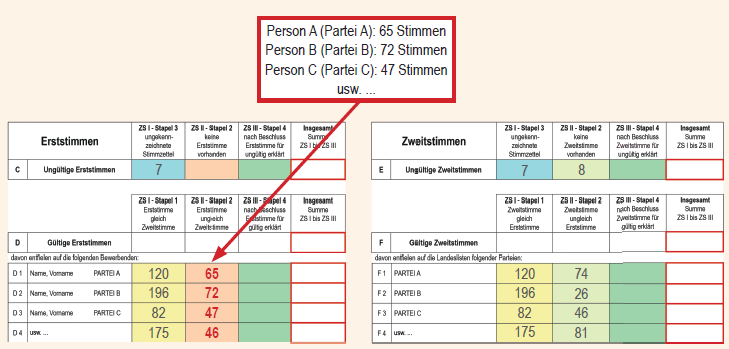 Person A (Partei A): 65 Stimmen
Person B (Partei B): 72 Stimmen
Person C (Partei C): 47 Stimmen
usw. ...
Erststimmen
ZS I - Stapel 3
ungekenn-
zeichnete
Stimmzettel
ZS II - Stapel 2
keine
Erststimme
vorhanden
ZS III - Stapel 4
nach Beschluss
Erststimme für
ungültig erklärt
Insgesamt
Summe
ZS I bis ZS III
C Ungültige Erststimmen 7
ZS I - Stapel 1
Erststimme
gleich
Zweitstimme
ZS II - Stapel 2
Erststimme
ungleich
Zweitstimme
ZS III - Stapel 4
nach Beschluss
Erststimme für
gültig erklärt
Insgesamt
Summe
ZS I bis ZS III
D Gültige Erststimmen
davon entfielen auf die folgenden Bewerbenden:
D 1 Name, Vorname PARTEI A 120 65
D 2 Name, Vorname PARTEI B 196 72
D 3 Name, Vorname PARTEI C 82 47
D 4 usw. ... 175 46
Zweitstimmen
ZS I - Stapel 3
ungekenn-
zeichnete
Stimmzettel
ZS II - Stapel 2
keine
Zweitstimme
vorhanden
ZS III - Stapel 4
nach Beschluss
Zweitstimme für
ungültig erklärt
Insgesamt
Summe
ZS I bis ZS III
E Ungültige Zweitstimmen 7 8
ZS I - Stapel 1
Zweitstimme
gleich
Erststimme
ZS II - Stapel 2
Zweitstimme
ungleich
Erststimme
ZS III - Stapel 4
nach Beschluss
Zweitstimme für
gültig erklärt
Insgesamt
Summe
ZS I bis ZS III
F Gültige Zweitstimmen
davon entfielen auf die Landeslisten folgender Parteien:
F 1 PARTEI A 120 74
F 2 PARTEI B 196 26
F 3 PARTEI C 82 46
F 4 usw. ... 175 81